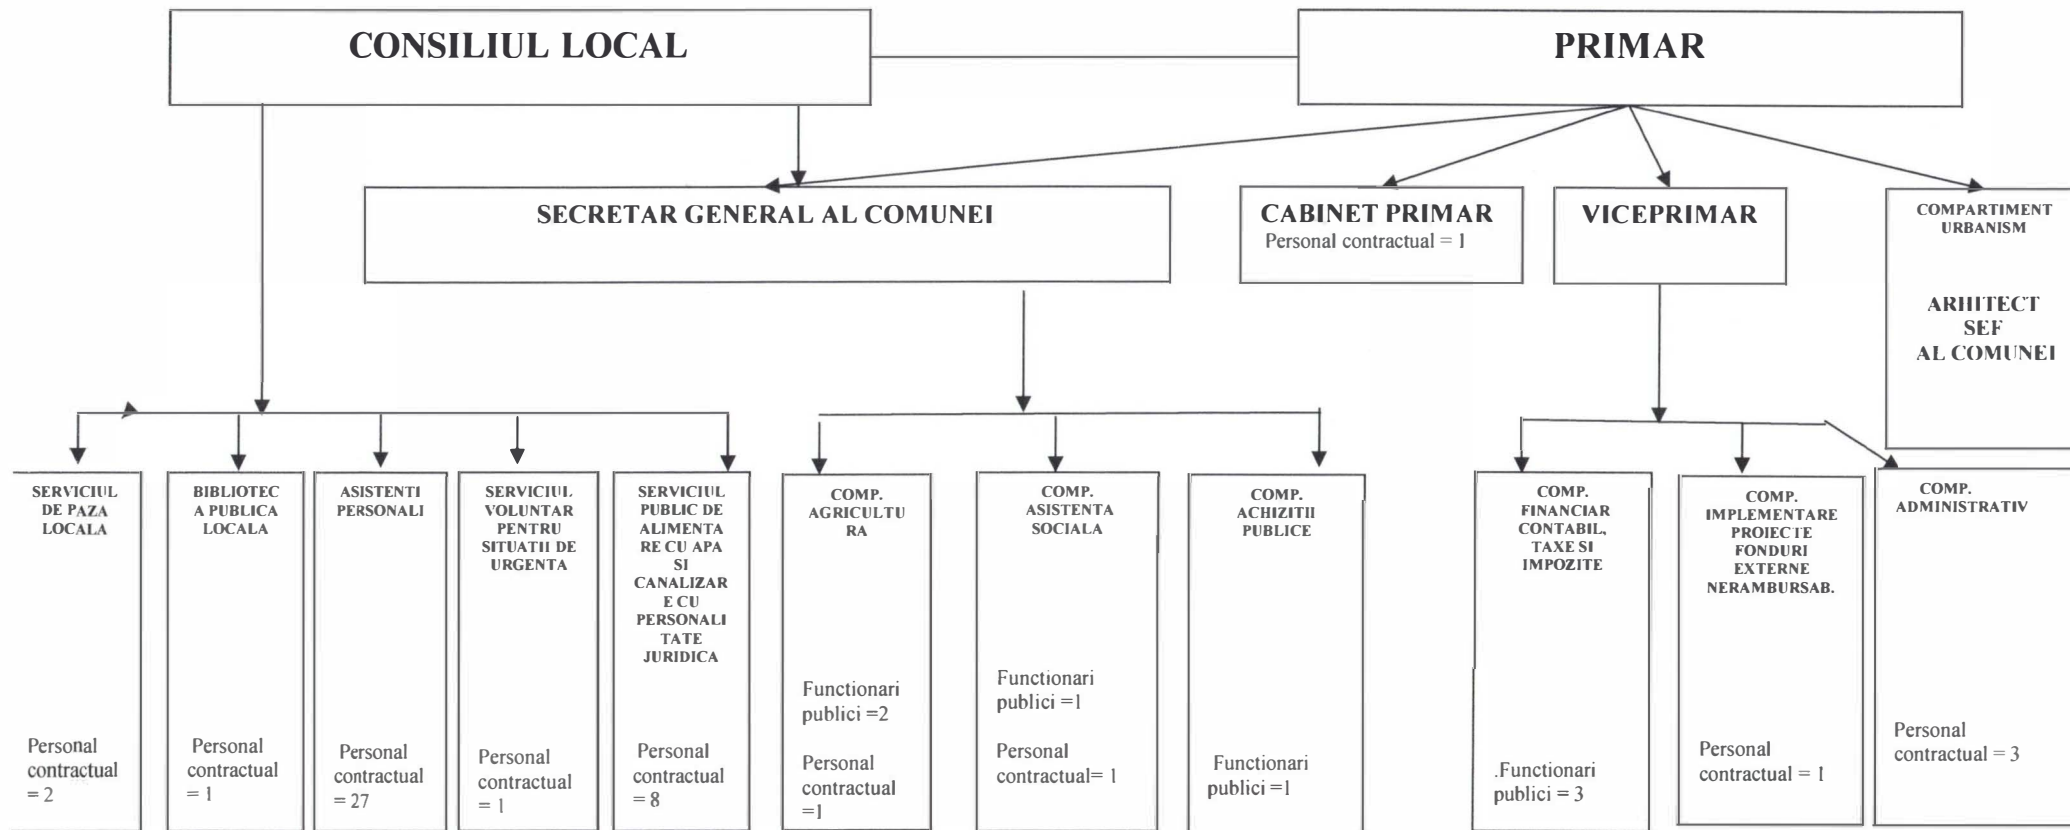 CONSILIUL LOCAL
PRIMAR
SECRETAR GENERAL AL COMUNEI
CABINET PRIMAR
Personal contractual = 1
VICEPRIMAR
COMPARTIMENT
URBANISM
ARHITECT
SEF
AL COMUNEI
SERVICIUL
DE PAZA
LOCALA
Personal
contractual
= 2
BIBLIOTEC
A PUBLICA
LOCALA
Personal
contractual
= 1
ASISTENTI
PERSONALI
Personal
contractual
= 27
SERVICIUL
VOLUNTAR
PENTRU
SITUATII DE
URGENTA
Personal
contractual
= 1
SERVICIUL
PUBLIC DE
ALIMENTA
RE CU APA
SI
CANALIZAR
E CU
PERSONALI
TATE
JURIDICA
Personal
contractual
= 8
COMP.
AGRICULTU
RA
Functionari
publici =2
Personal
contractual
=1
COMP.
ASISTENTA
SOCIALA
Functionari
publici =1
Personal
contractual= 1
COMP.
ACHIZITII
PUBLICE
Functionari
publici =1
COMP.
FINANCIAR
CONTABIL,
TAXE SI
IMPOZITE
.Functionari
publici = 3
COMP.
IMPLEMENTARE
PROIECTE
FONDURI
EXTERNE
NERAMBURSAB.
Personal
contractual = 1
COMP.
ADMINISTRATIV
Personal
contractual = 3